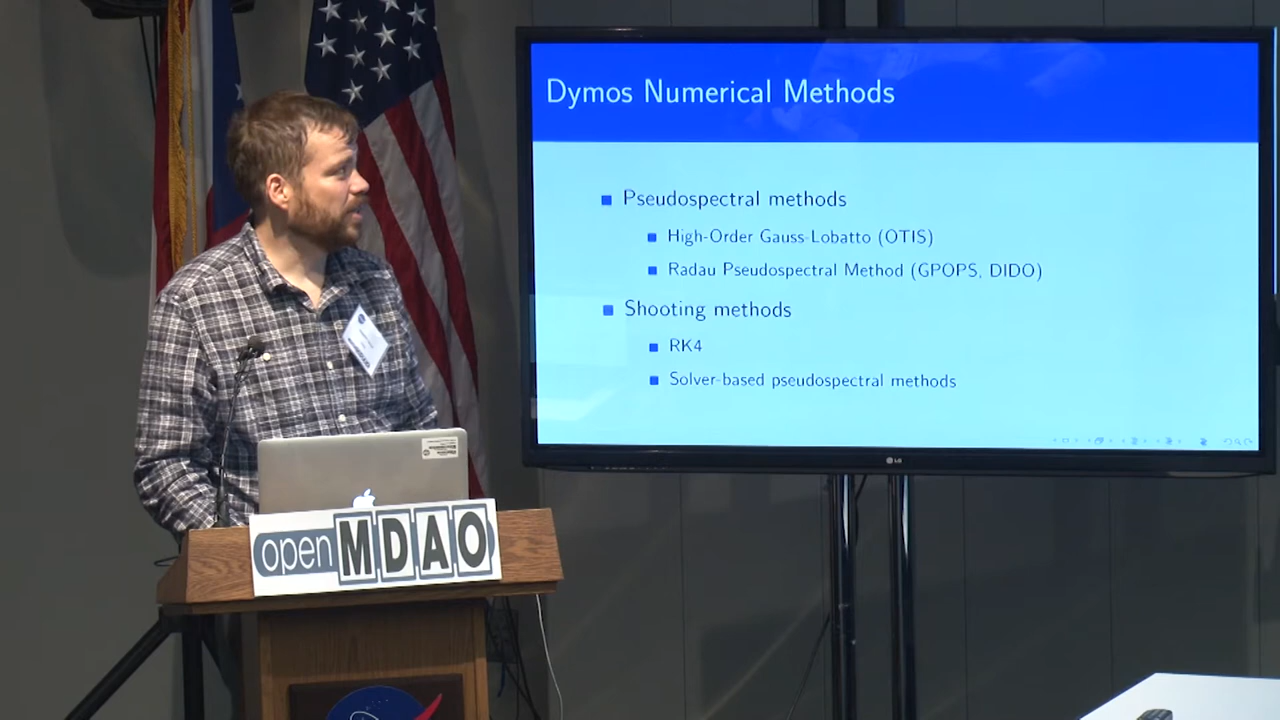 Dymos Numerical Methods
Pseudospectral methods
High-Order Gauss-Lobatto (OTIS)
Radau Pseudospectral Method (GPOPS, DIDO)
Shooting methods
RK4
Solver-based pseudospectral methods
LG
openMDAO